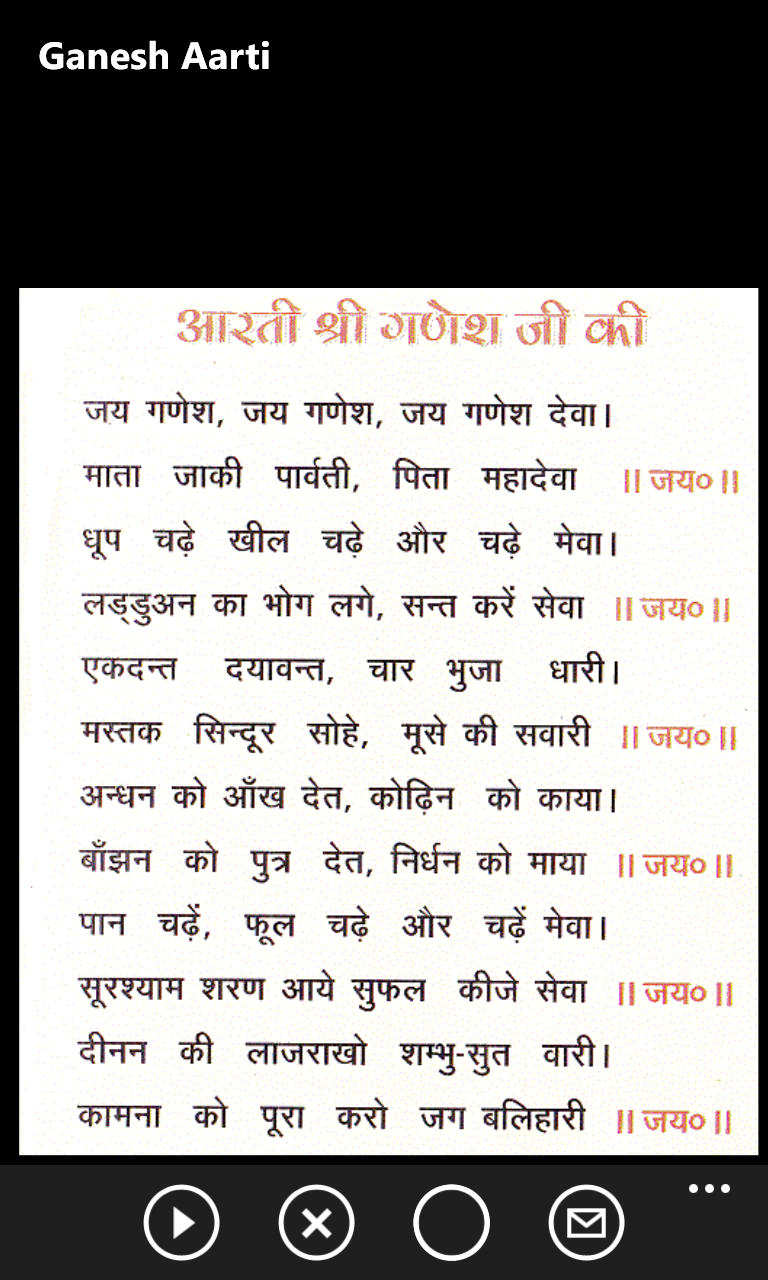 Ganesh Aarti
आरती श्री गणेश जी की
जय गणेश, जय गणेश, जय गणेश देवा।
माता जाकी पार्वती, पिता महादेवा ॥ जय० ॥
धूप चढ़े खील चढ़े और चढ़े मेवा।
लड्डुअन का भोग लगे, सन्त करें सेवा ॥ जय० ॥
एकदन्त दयावन्त, चार भुजा धारी।
मस्तक सिन्दूर सोहे, मूसे की सवारी ॥ जय० ॥
अन्धन को आँख देत, कोढ़िन को काया।
बाँझन को पुत्र देत, निर्धन को माया ॥ जय० ॥
पान चढ़ें, फूल चढ़े और चढ़ें मेवा।
सूरश्याम शरण आये सुफल कीजे सेवा ॥ जय० ॥
दीनन की लाजराखो शम्भु-सुत वारी।
कामना को पूरा करो जग बलिहारी ॥ जय० ॥